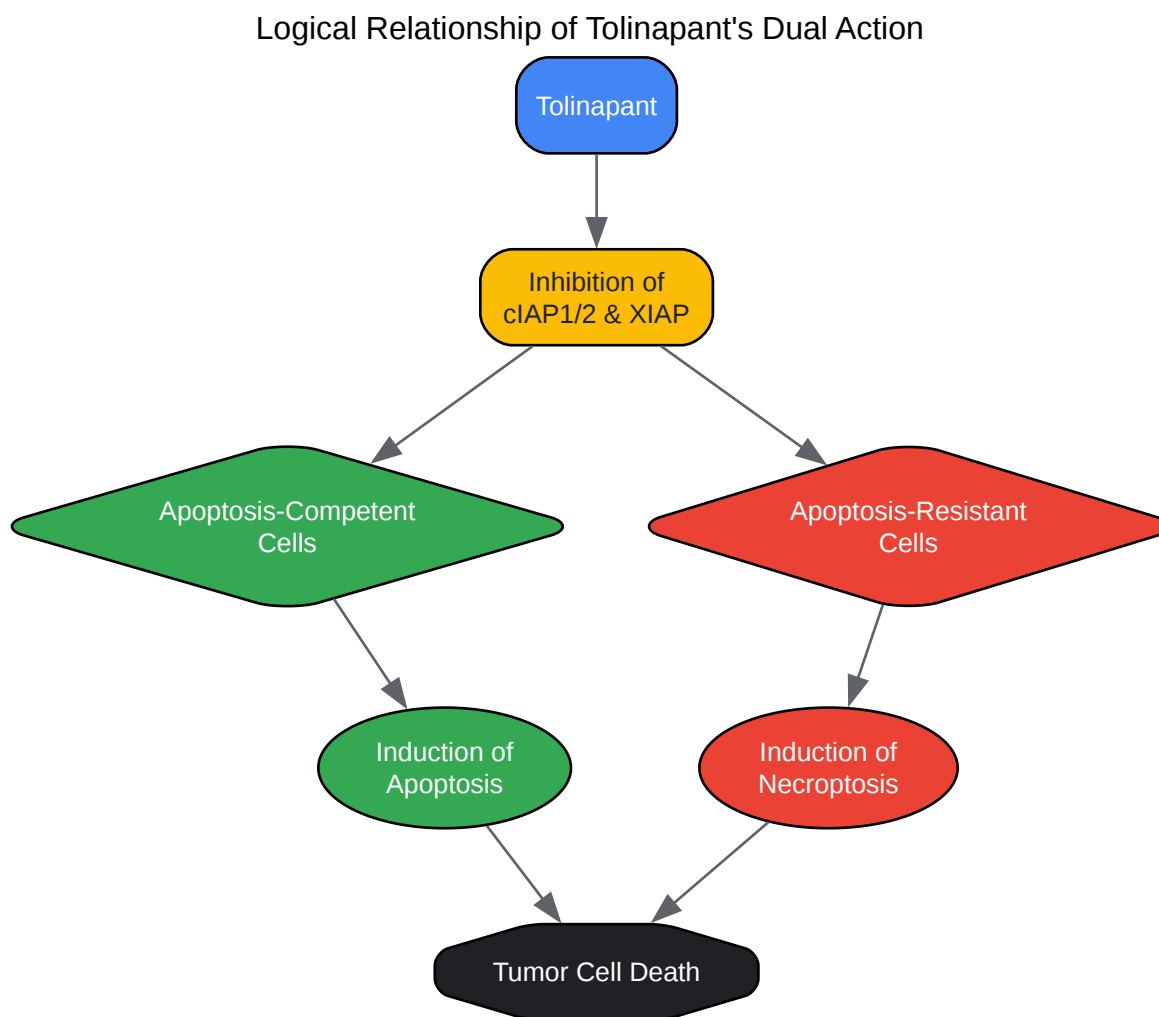 Logical Relationship of Tolinapant's Dual Action
Tolinapant
Inhibition of
cIAP1/2 & XIAP
Apoptosis-Competent
Cells
Apoptosis-Resistant
Cells
Induction of
Apoptosis
Induction of
Necroptosis
Tumor Cell Death